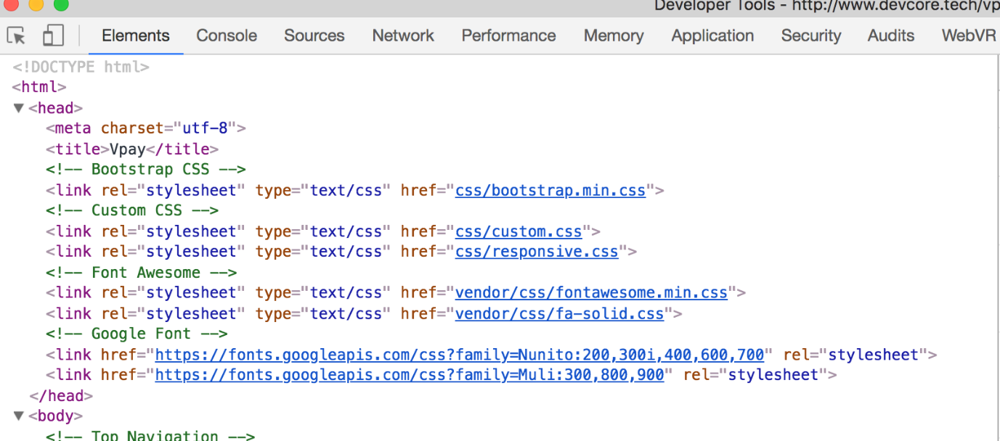 Developer Tools - http://www.devcore.tech/vp
Elements Console Sources Network Performance Memory Application Security Audits WebVR
<!DOCTYPE html>
<html>
▼<head>
<meta charset="utf-8">
<title>Vpay</title>
<!-- Bootstrap CSS -->
<link rel="stylesheet" type="text/css" href="css/bootstrap.min.css">
<!-- Custom CSS -->
<link rel="stylesheet" type="text/css" href="css/custom.css">
<link rel="stylesheet" type="text/css" href="css/responsive.css">
<!-- Font Awesome -->
<link rel="stylesheet" type="text/css" href="vendor/css/fontawesome.min.css">
<link rel="stylesheet" type="text/css" href="vendor/css/fa-solid.css">
<!-- Google Font -->
<link href="https://fonts.googleapis.com/css?family=Nunito:200,300i,400,600,700" rel="stylesheet">
<link href="https://fonts.googleapis.com/css?family=Muli:300,800,900" rel="stylesheet">
</head>
▼<body>
<!-- Top Navigation -->